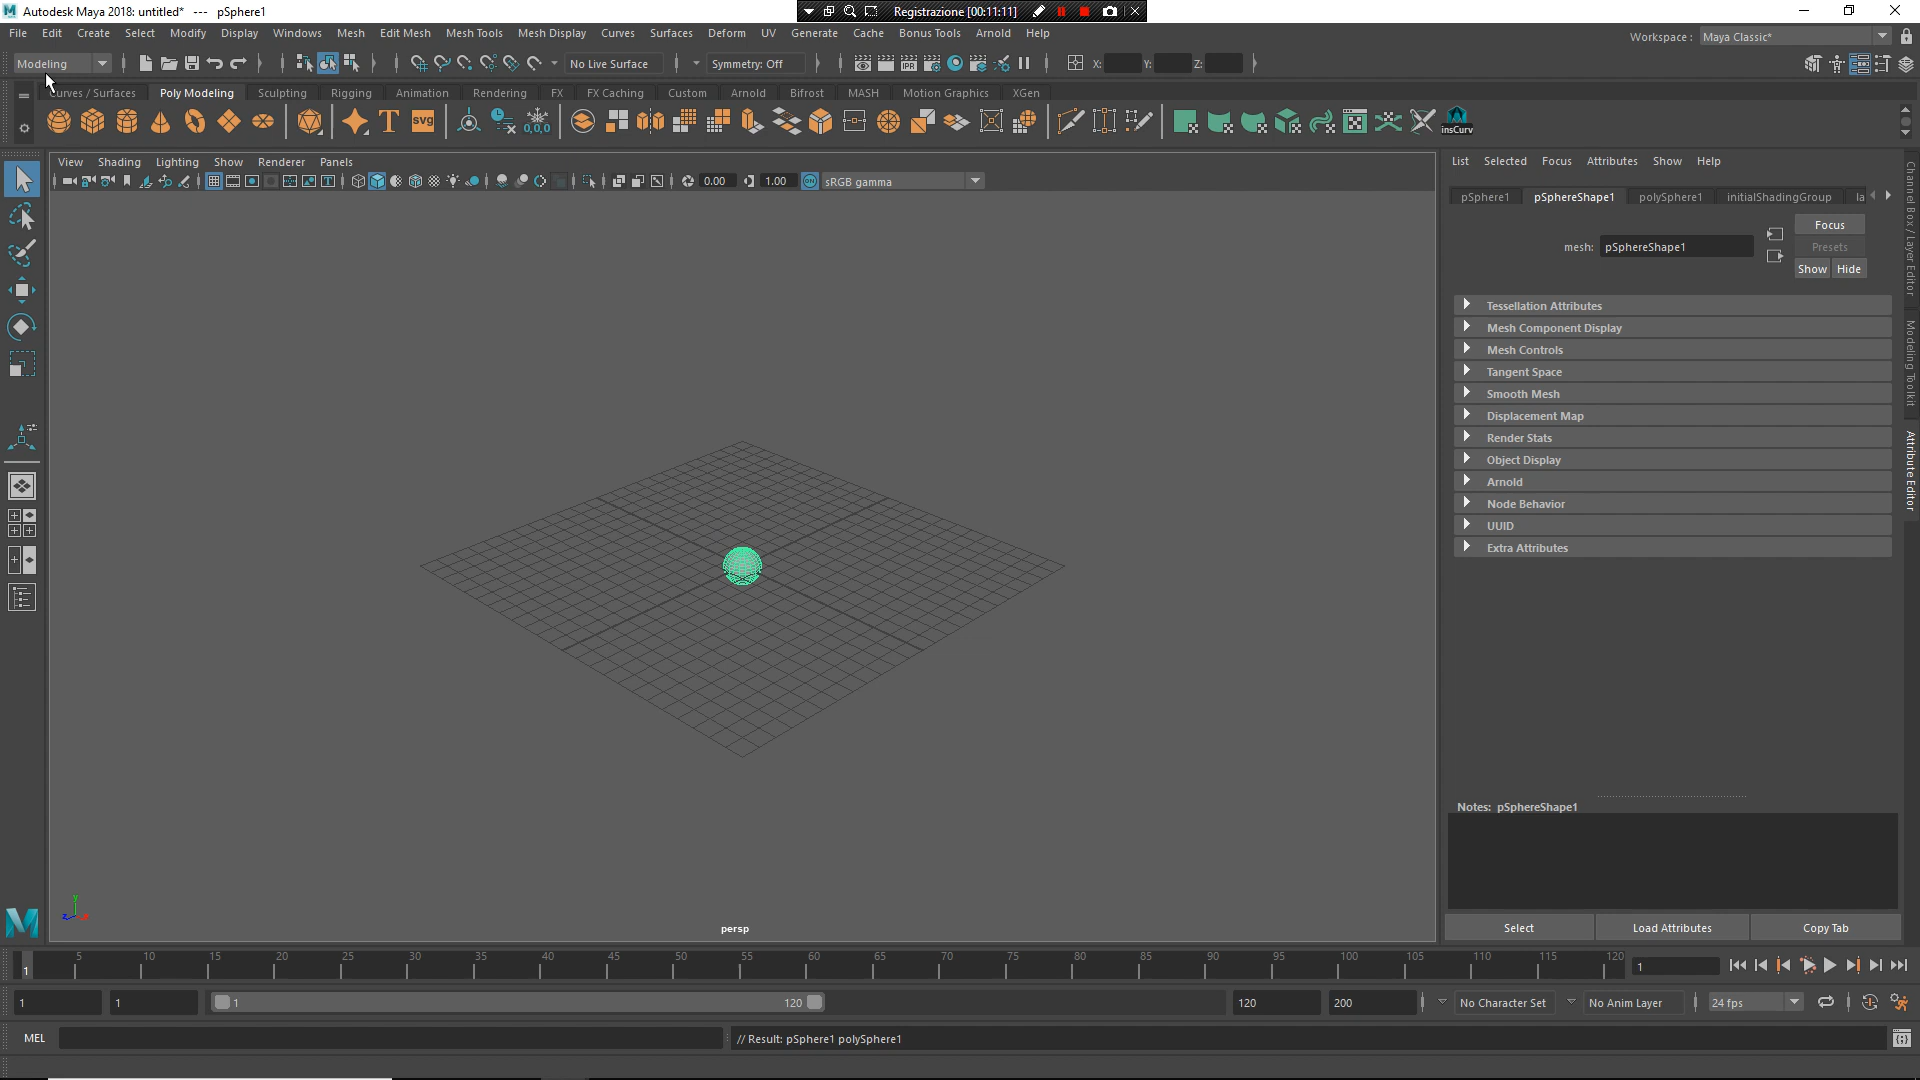 Autodesk Maya 2018: untitled* --- pSphere1
Registrazione [00:11:11]
File Edit Create Select Modify Display Windows Mesh Edit Mesh Mesh Tools Mesh Display Curves Surfaces Deform UV Generate Cache Bonus Tools Arnold Help
Workspace : Maya Classic*
Modeling
No Live Surface
Symmetry: Off
X:
Y:
Z:
urves / Surfaces Poly Modeling Sculpting Rigging Animation Rendering FX FX Caching Custom Arnold Bifrost MASH Motion Graphics XGen
T
svg
0,0,0
insCurv
View Shading Lighting Show Renderer Panels
0.00
1.00
ON
sRGB gamma
List Selected Focus Attributes Show Help
pSphere1 pSphereShape1 polySphere1 initialShadingGroup la
Focus
mesh: pSphereShape1
Presets
Show Hide
Tessellation Attributes
Mesh Component Display
Mesh Controls
Tangent Space
Smooth Mesh
Displacement Map
Render Stats
Object Display
Arnold
Node Behavior
UUID
Extra Attributes
Channel Box / Layer Editor
Modeling Toolkit
Attribute Editor
Notes: pSphereShape1
y
z
x
persp
Select Load Attributes Copy Tab
1 5 10 15 20 25 30 35 40 45 50 55 60 65 70 75 80 85 90 95 100 105 110 115 120
1
1 1 1 120 120 200 No Character Set No Anim Layer 24 fps
MEL // Result: pSphere1 polySphere1